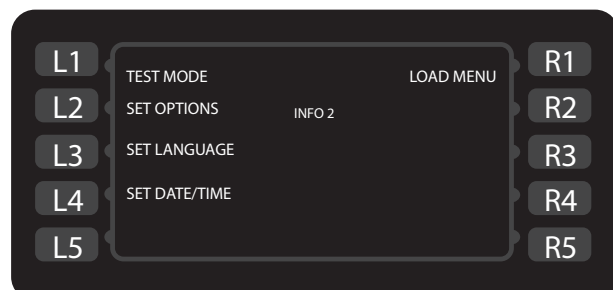 L1 TEST MODE LOAD MENU R1
L2 SET OPTIONS INFO 2 R2
L3 SET LANGUAGE R3
L4 SET DATE/TIME R4
L5 R5